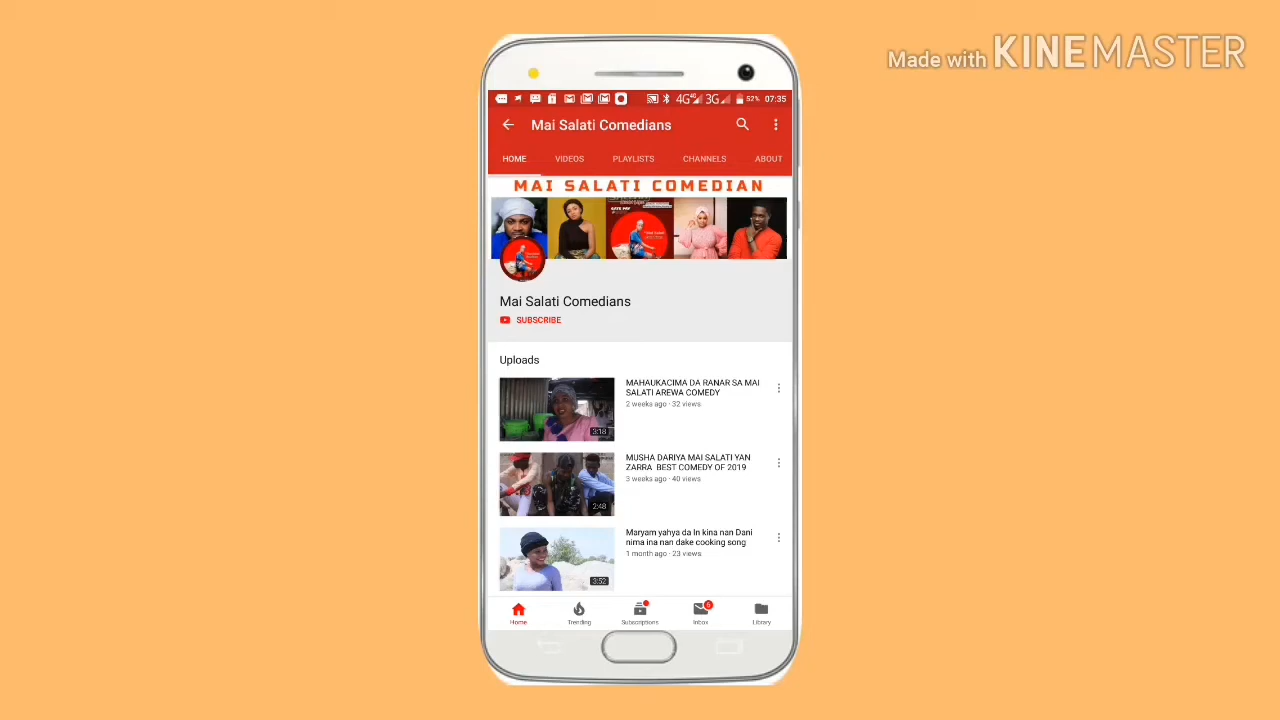 Made with KINEMASTER
4G 4G 3G 52% 07:35
Mai Salati Comedians
HOME VIDEOS PLAYLISTS CHANNELS ABOUT
MAI SALATI COMEDIAN
Mai Salati Comedians
SUBSCRIBE
Uploads
MAHAUKACIMA DA RANAR SA MAI
SALATI AREWA COMEDY
2 weeks ago · 32 views
3:18
MUSHA DARIYA MAI SALATI YAN
ZARRA BEST COMEDY OF 2019
3 weeks ago · 40 views
2:48
Maryam yahya da In kina nan Dani
nima ina nan dake cooking song
1 month ago · 23 views
3:52
Home Trending Subscriptions Inbox Library